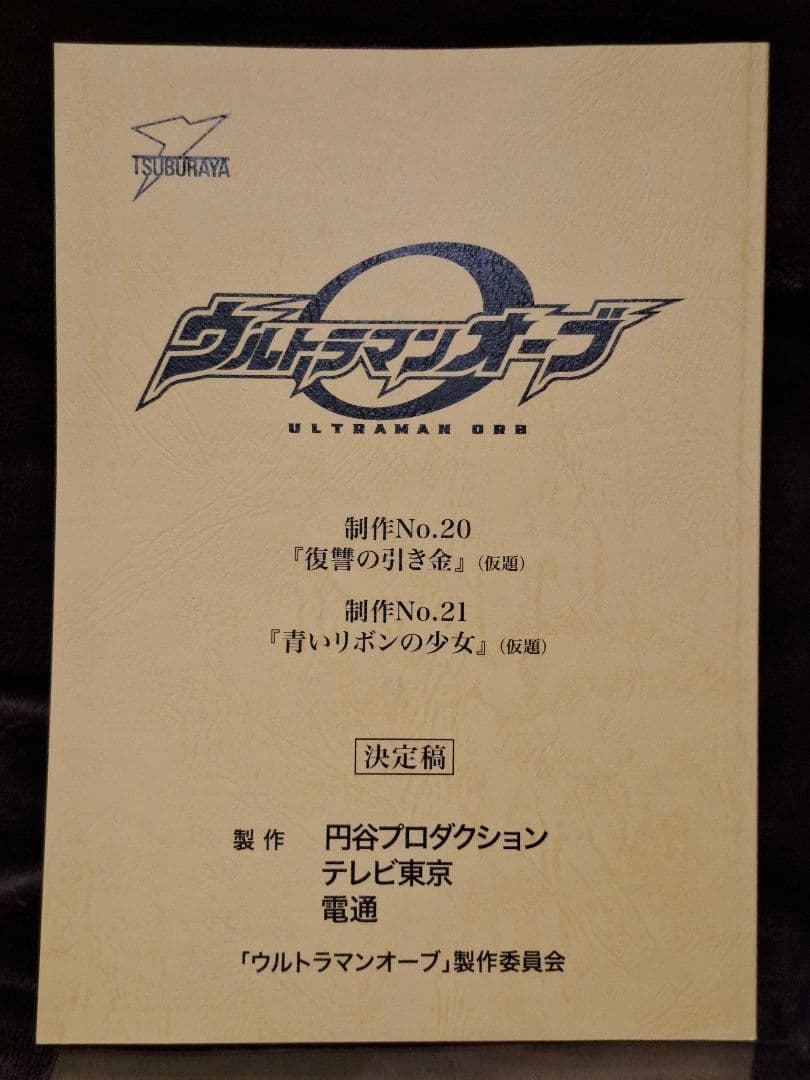 TSUBURAYA
ウルトラマンオーブ
ULTRAMAN ORB
制作No.20
『復讐の引き金』(仮題)
制作No.21
『青いリボンの少女』(仮題)
決定稿
製作 円谷プロダクション
テレビ東京
電通
「ウルトラマンオーブ」製作委員会